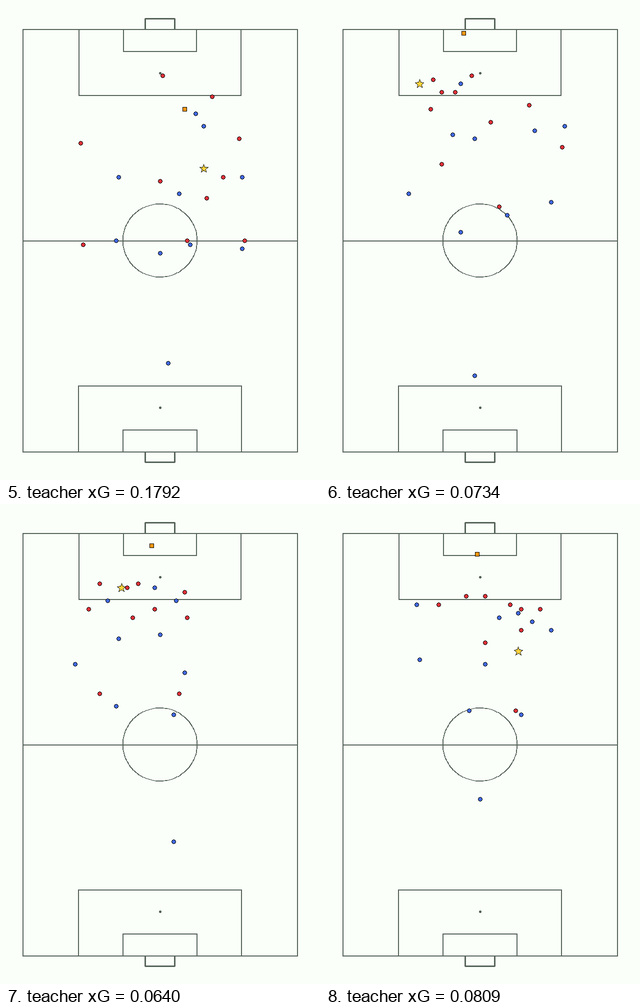 5. teacher xG = 0.1792
6. teacher xG = 0.0734
7. teacher xG = 0.0640
8. teacher xG = 0.0809